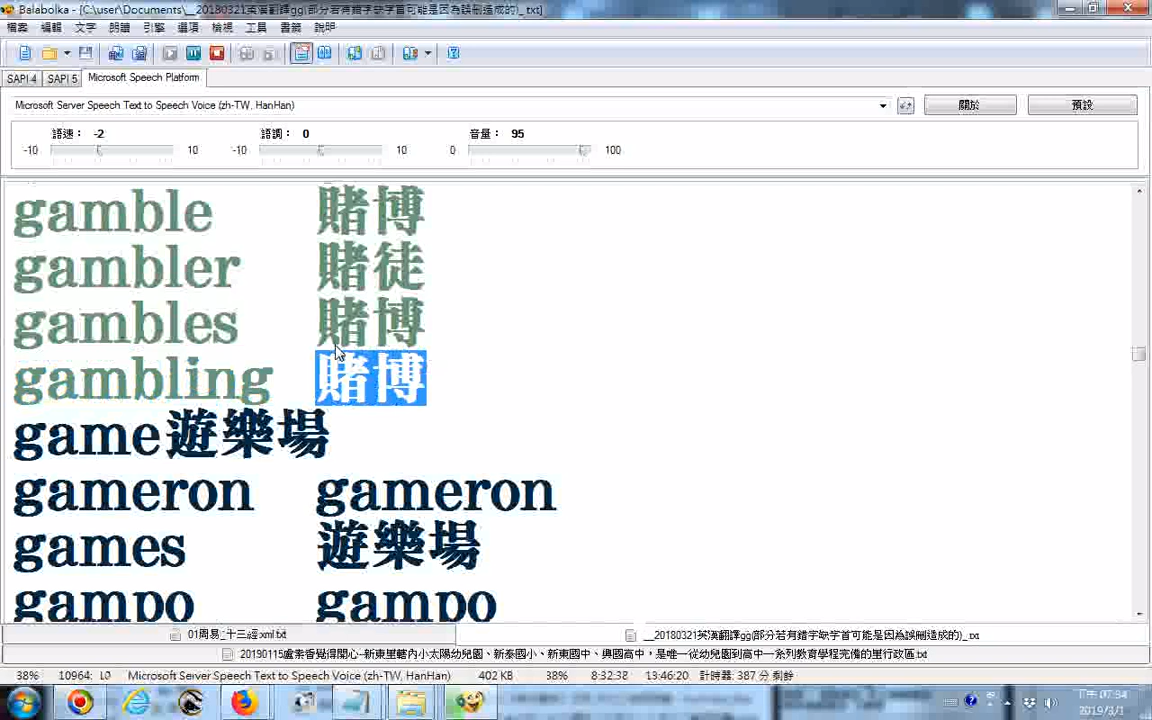 Balabolka - [C:\user\Documents\__20180321英漢翻譯gg(部分若有錯字缺字首可能是因為誤刪造成的)_.txt]
檔案 編輯 文字 朗讀 引擎 選項 檢視 工具 書籤 說明
SAPI 4 SAPI 5 Microsoft Speech Platform
Microsoft Server Speech Text to Speech Voice (zh-TW, HanHan) 關於 預設
語速： -2 語調： 0 音量： 95
-10 10 -10 10 0 100
gamble 賭博
gambler 賭徒
gambles 賭博
gambling 賭博
game遊樂場
gameron gameron
games 遊樂場
gampo gampo
01周易_十三經.xml.txt __20180321英漢翻譯gg(部分若有錯字缺字首可能是因為誤刪造成的)_.txt
20190115盧素香覺得開心-新東里轄內小太陽幼兒園、新泰國小、新東國中、興國高中，是唯一從幼兒園到高中一系列教育學程完備的里行政區.txt
38% 10964: 10 Microsoft Server Speech Text to Speech Voice (zh-TW, HanHan) 402 KB 38% 8:32:38 13:46:20 計時器: 387 分 剩餘
下午 07:34
2019/3/1